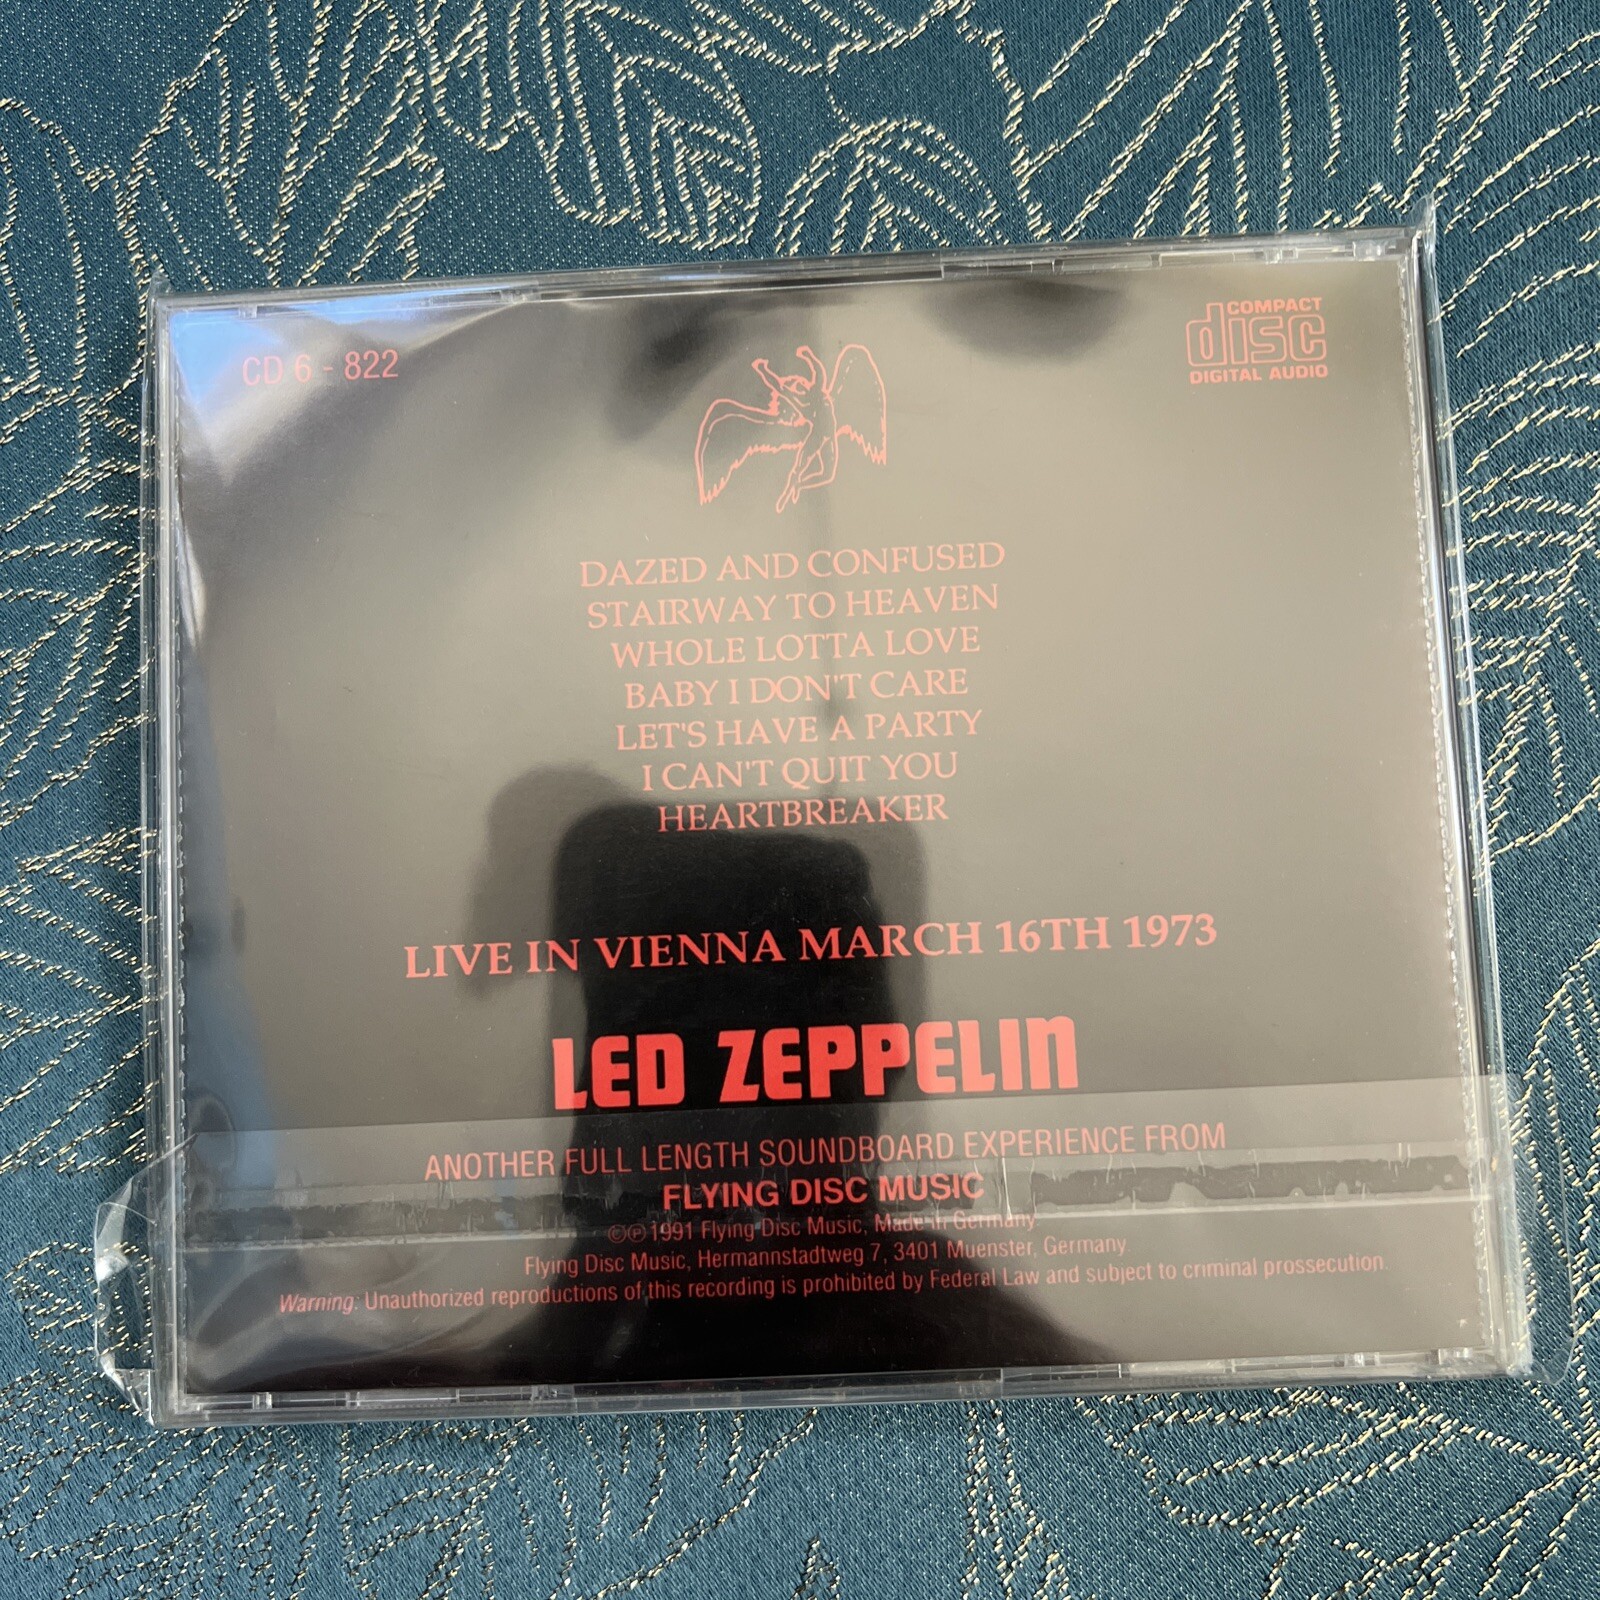 CD 6 - 822
COMPACT
disc
DIGITAL AUDIO
DAZED AND CONFUSED
STAIRWAY TO HEAVEN
WHOLE LOTTA LOVE
BABY I DON'T CARE
LET'S HAVE A PARTY
I CAN'T QUIT YOU
HEARTBREAKER
LIVE IN VIENNA MARCH 16TH 1973
LED ZEPPELIN
ANOTHER FULL LENGTH SOUNDBOARD EXPERIENCE FROM
FLYING DISC MUSIC
©℗ 1991 Flying Disc Music, Made in Germany.
Flying Disc Music, Hermannstadtweg 7, 3401 Muenster, Germany.
Warning: Unauthorized reproductions of this recording is prohibited by Federal Law and subject to criminal prossecution.